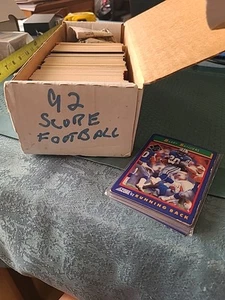 92
SCORE
FOOTBALL
RUNNING BACK